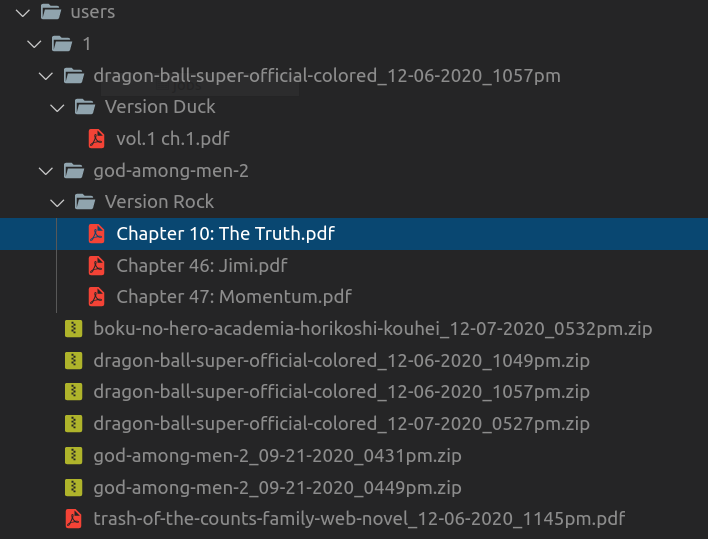 users
1
dragon-ball-super-official-colored_12-06-2020_1057pm
Version Duck
vol.1 ch.1.pdf
god-among-men-2
Version Rock
Chapter 10: The Truth.pdf
Chapter 46: Jimi.pdf
Chapter 47: Momentum.pdf
boku-no-hero-academia-horikoshi-kouhei_12-07-2020_0532pm.zip
dragon-ball-super-official-colored_12-06-2020_1049pm.zip
dragon-ball-super-official-colored_12-06-2020_1057pm.zip
dragon-ball-super-official-colored_12-07-2020_0527pm.zip
god-among-men-2_09-21-2020_0431pm.zip
god-among-men-2_09-21-2020_0449pm.zip
trash-of-the-counts-family-web-novel_12-06-2020_1145pm.pdf